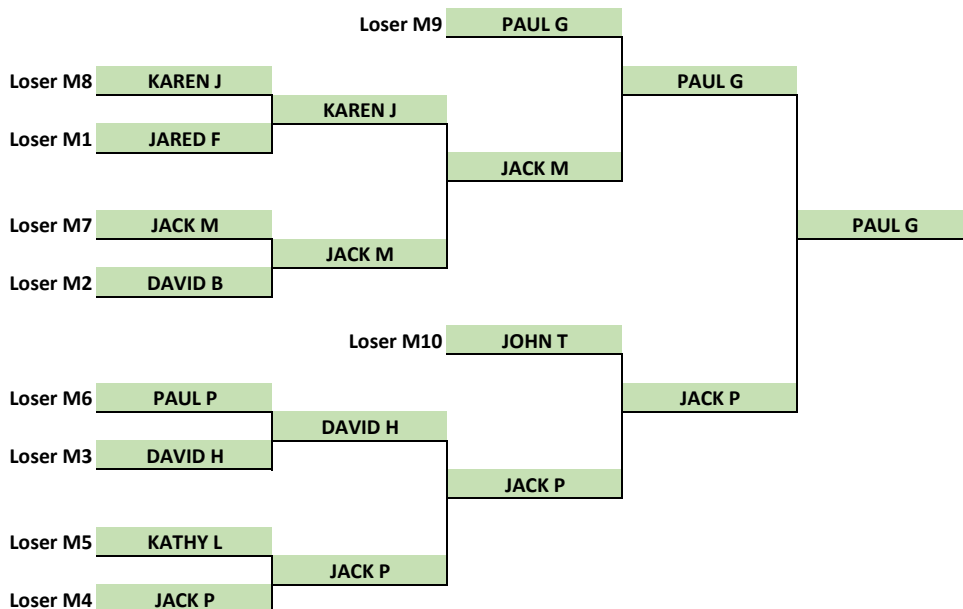 Loser M9 PAUL G
Loser M8 KAREN J PAUL G
KAREN J
Loser M1 JARED F
JACK M
Loser M7 JACK M PAUL G
JACK M
Loser M2 DAVID B
Loser M10 JOHN T
Loser M6 PAUL P JACK P
DAVID H
Loser M3 DAVID H
JACK P
Loser M5 KATHY L
JACK P
Loser M4 JACK P